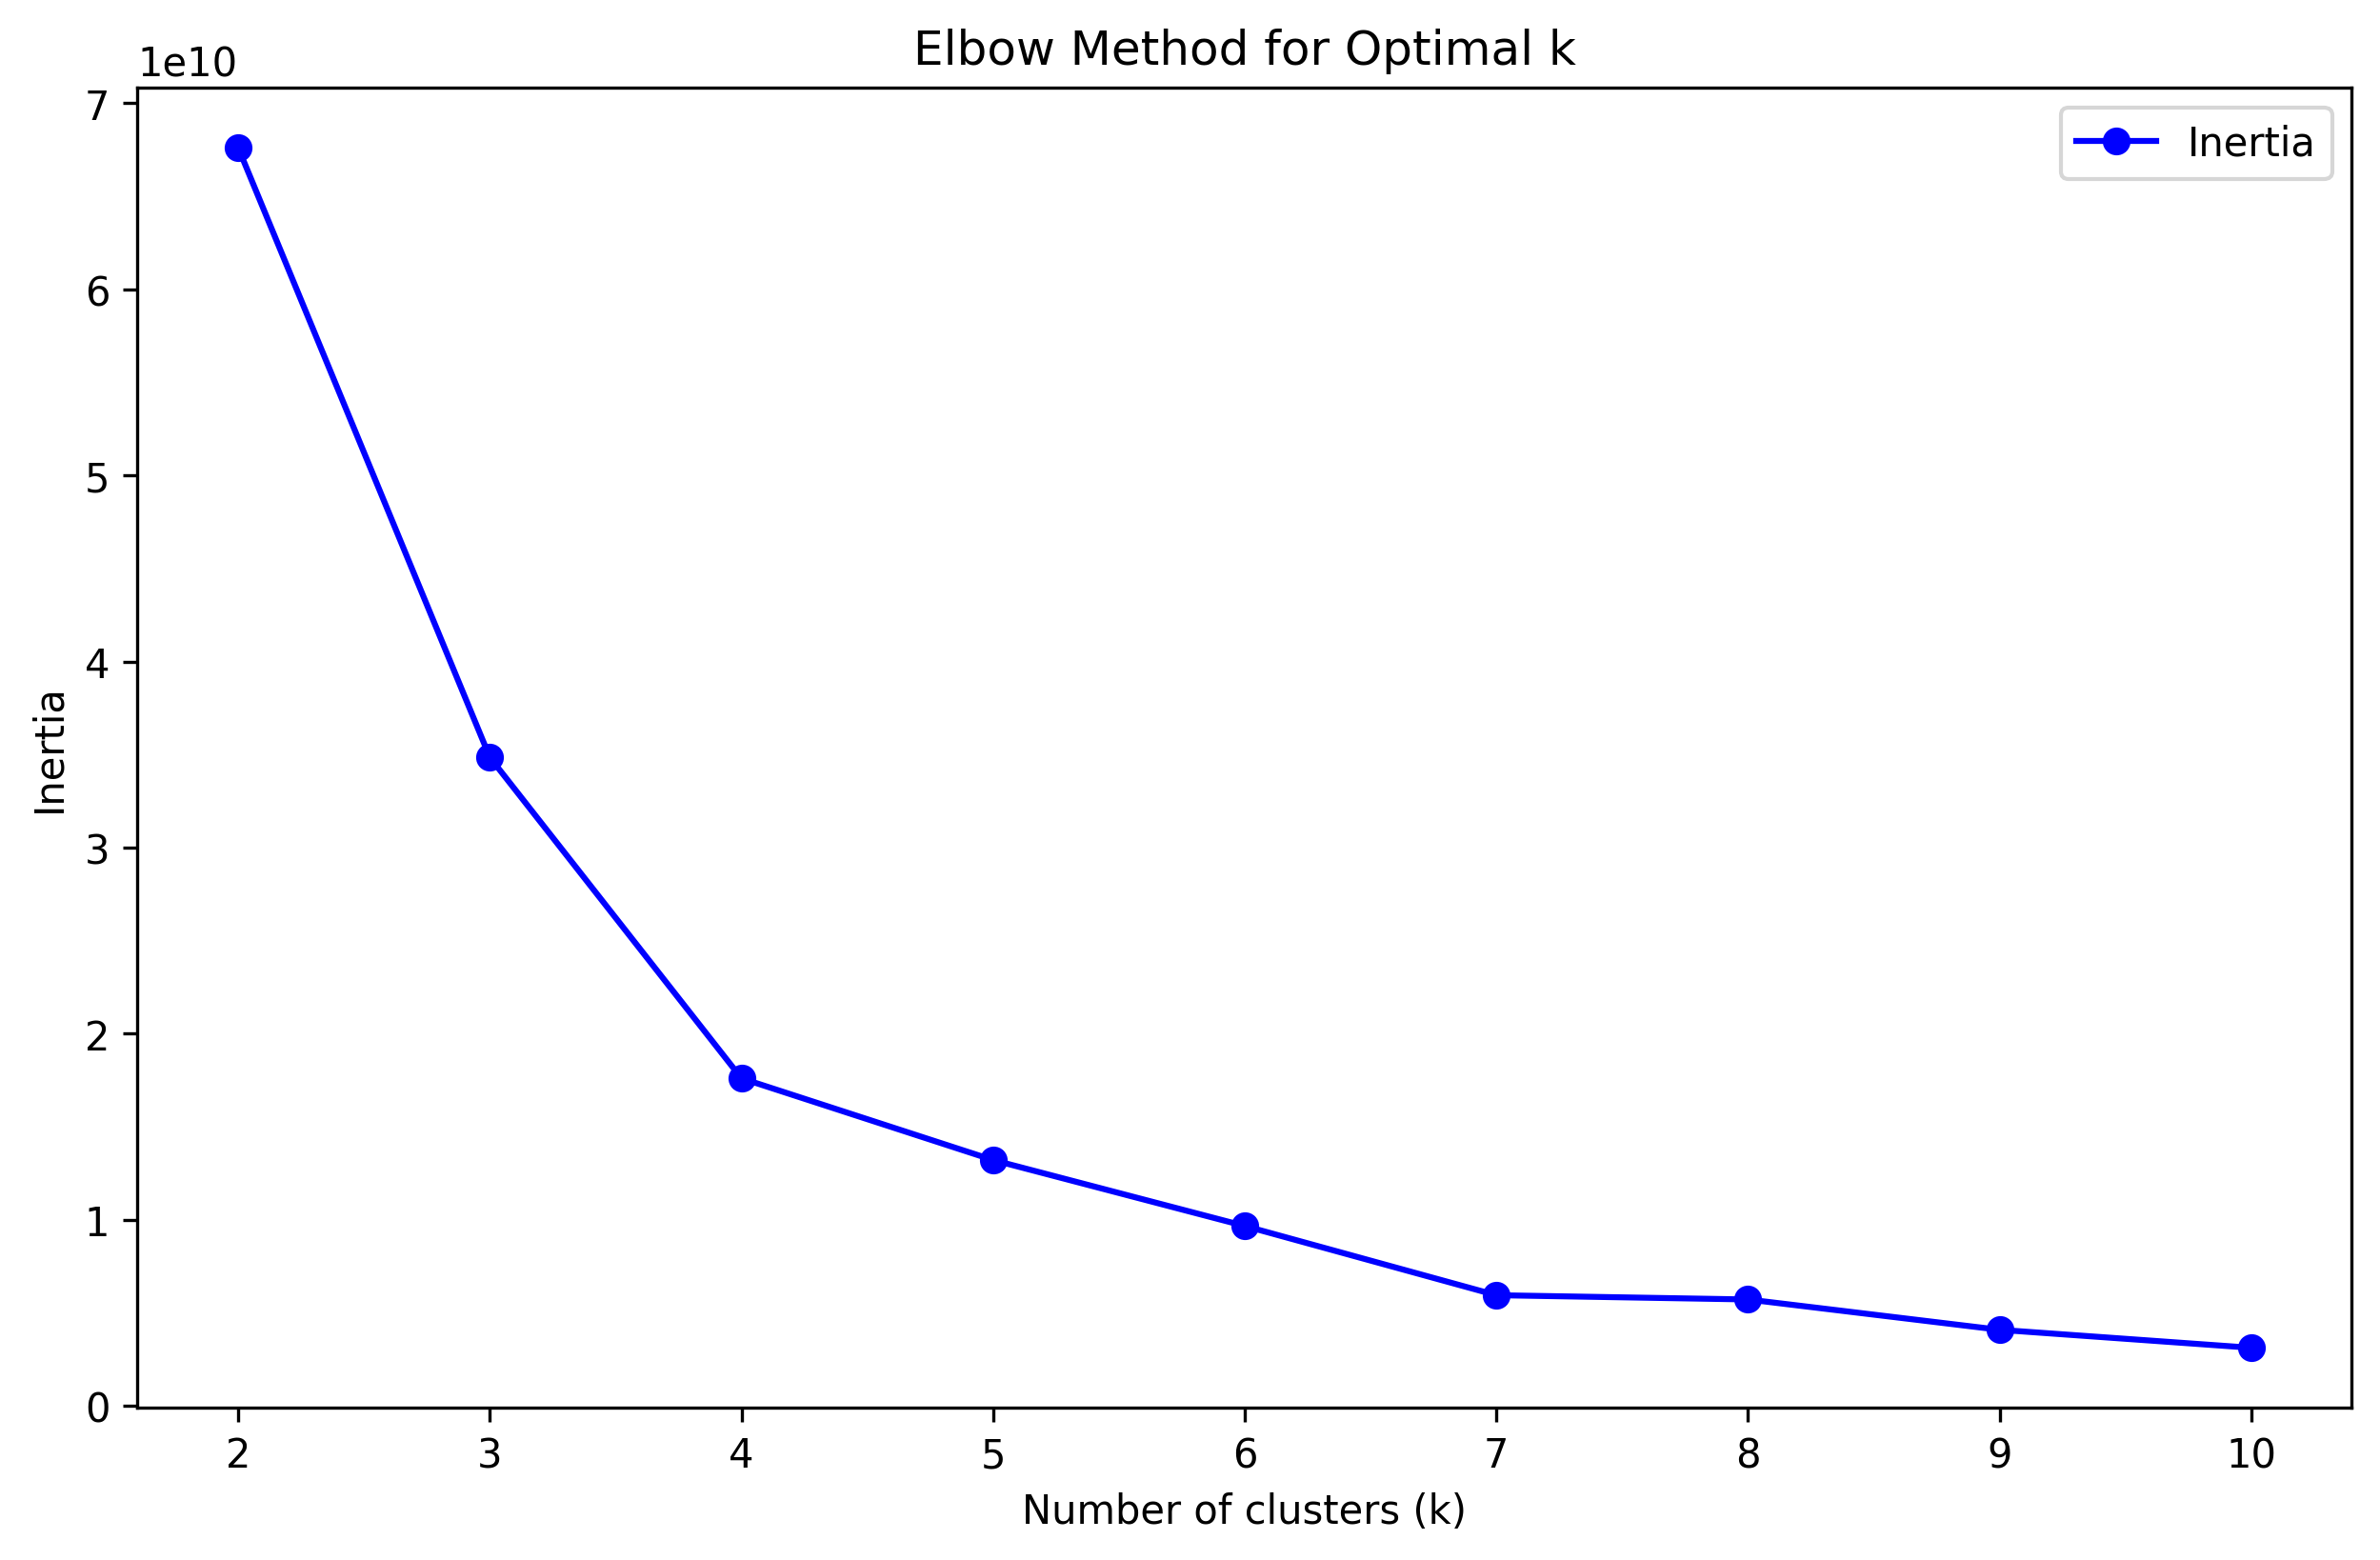 Elbow Method for Optimal k
1e10
7
6
5
4
3
2
1
0
Inertia
Inertia
2 3 4 5 6 7 8 9 10
Number of clusters (k)